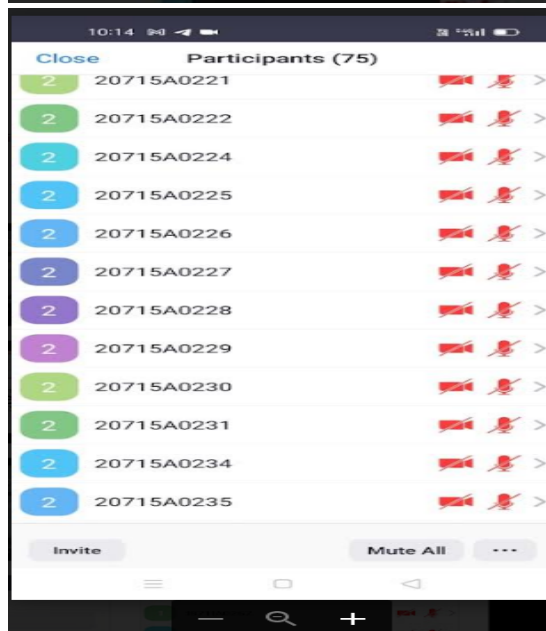 10:14
Close Participants (75)
2 20715A0221
2 20715A0222
2 20715A0224
2 20715A0225
2 20715A0226
2 20715A0227
2 20715A0228
2 20715A0229
2 20715A0230
2 20715A0231
2 20715A0234
2 20715A0235
Invite Mute All ...